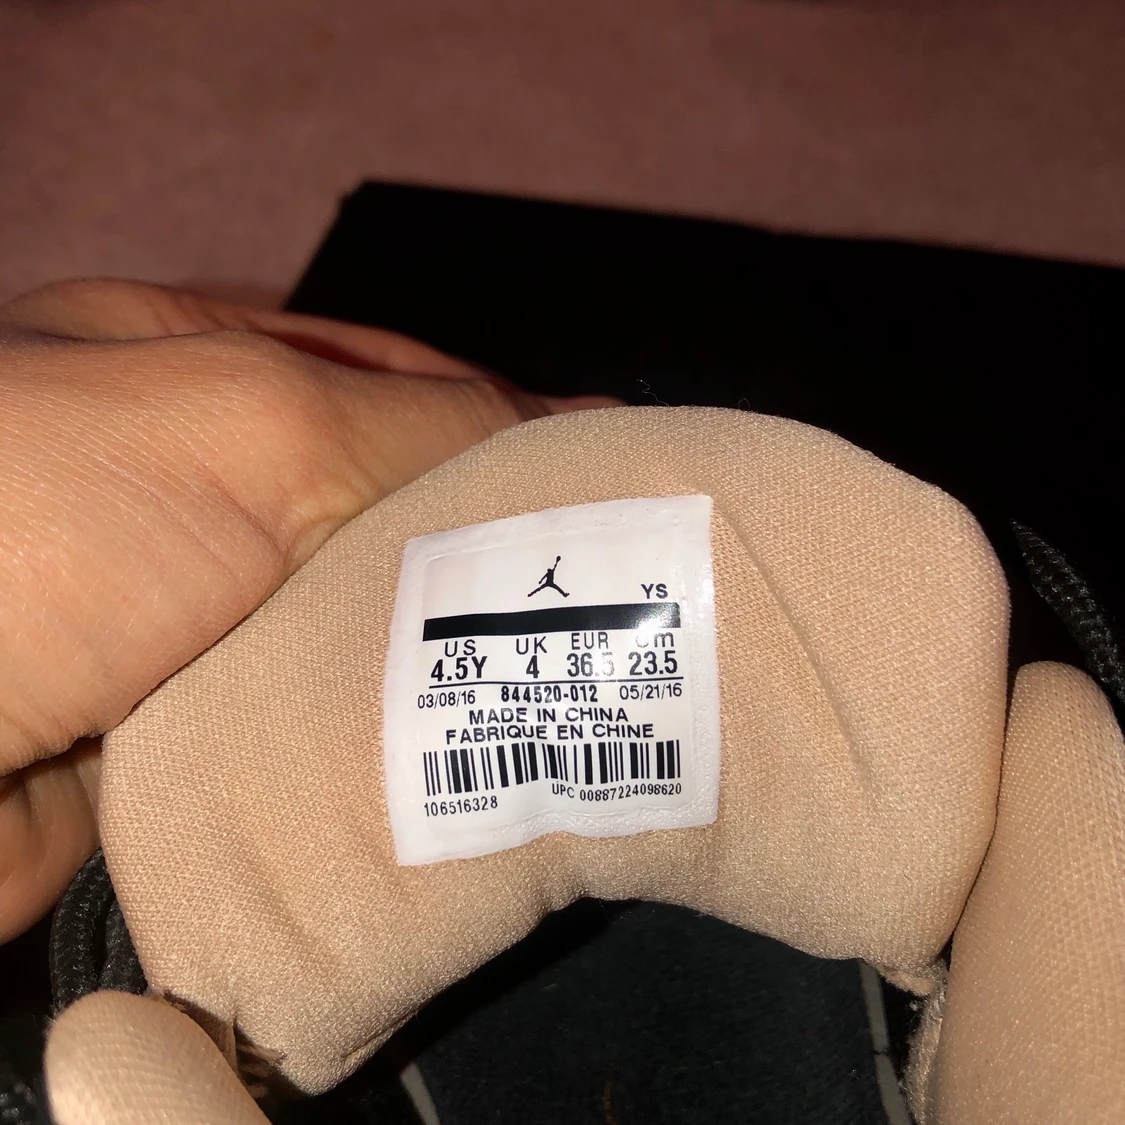 YS
US UK EUR Cm
4.5Y 4 36.5 23.5
03/08/16 844520-012 05/21/16
MADE IN CHINA
FABRIQUE EN CHINE
106516328 UPC 00887224098620